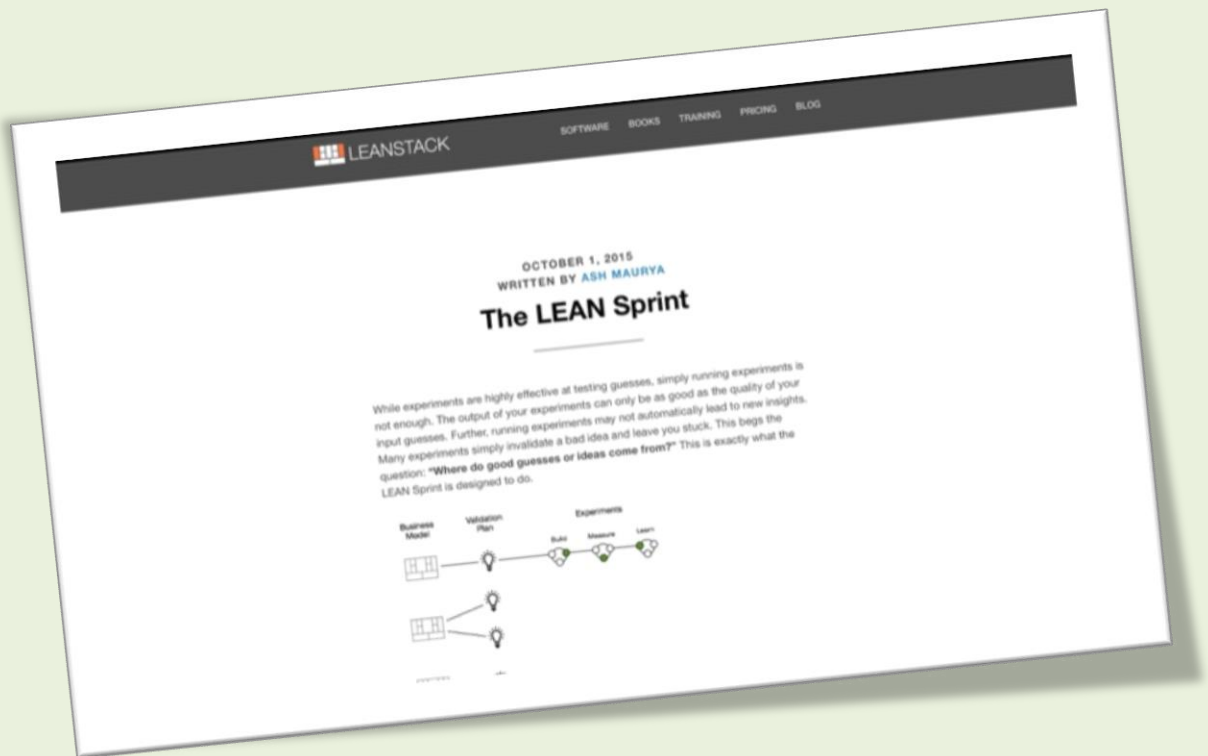 LEANSTACK
SOFTWARE BOOKS TRAINING PRICING BLOG
OCTOBER 1, 2015
WRITTEN BY ASH MAURYA
The LEAN Sprint
While experiments are highly effective at testing guesses, simply running experiments is
not enough. The output of your experiments can only be as good as the quality of your
input guesses. Further, running experiments may not automatically lead to new insights.
Many experiments simply invalidate a bad idea and leave you stuck. This begs the
question: “Where do good guesses or ideas come from?” This is exactly what the
LEAN Sprint is designed to do.
Business
Model
Validation
Plan
Experiments
Build Measure Learn